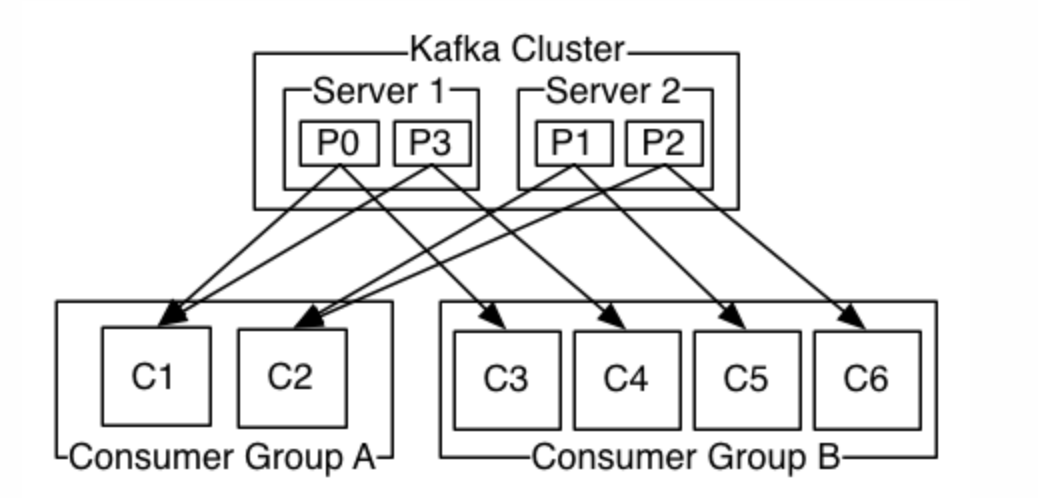 Kafka Cluster
Server 1
Server 2
P0
P3
P1
P2
C1
C2
C3
C4
C5
C6
Consumer Group A
Consumer Group B